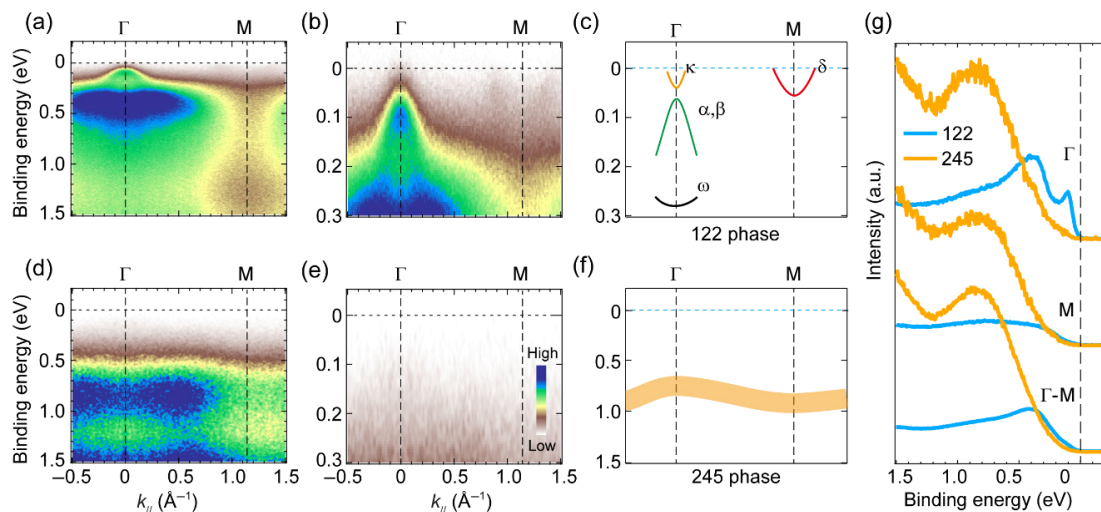 (a)
Γ
M
Binding energy (eV)
0
0.5
1.0
1.5
(b)
Γ
M
0
0.1
0.2
0.3
(c)
Γ
M
0
0.1
0.2
0.3
κ
δ
α,β
ω
122 phase
(d)
Γ
M
Binding energy (eV)
0
0.5
1.0
1.5
−0.5 0 0.5 1.0 1.5
k// (Å−1)
(e)
Γ
M
0
0.1
0.2
0.3
High
Low
−0.5 0 0.5 1.0 1.5
k// (Å−1)
(f)
Γ
M
0
0.5
1.0
1.5
245 phase
(g)
Intensity (a.u.)
122
245
Γ
M
Γ-M
1.5 1.0 0.5 0
Binding energy (eV)